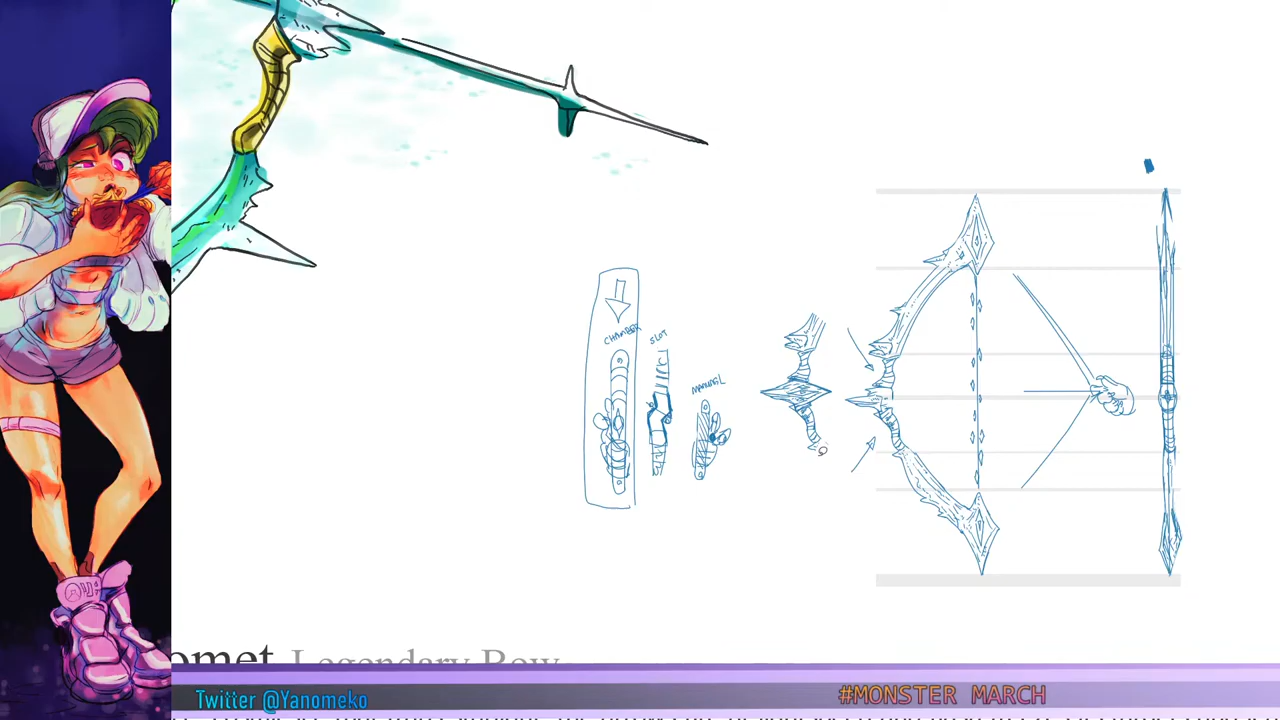 CHAMBER
SLOT
MANUAL
omet Legendary Bow
Twitter @Yanomeko
#MONSTER MARCH